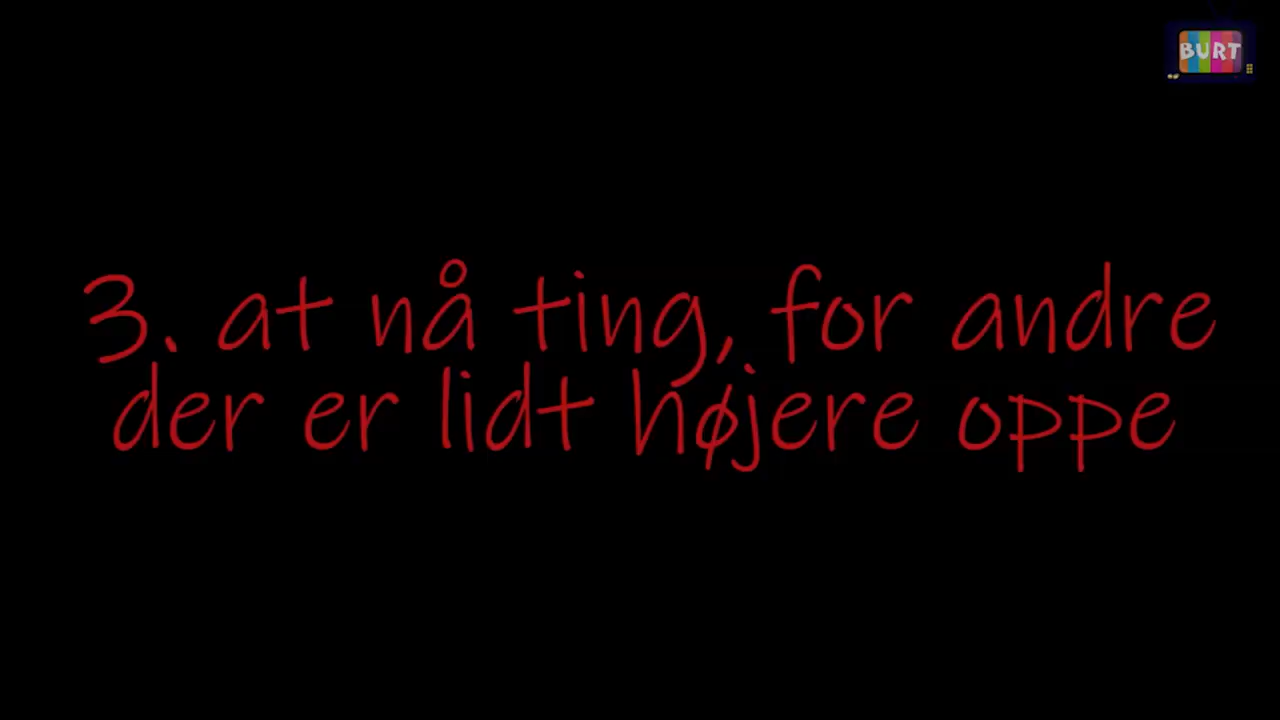 BURT
3. at nå ting, for andre
der er lidt højere oppe